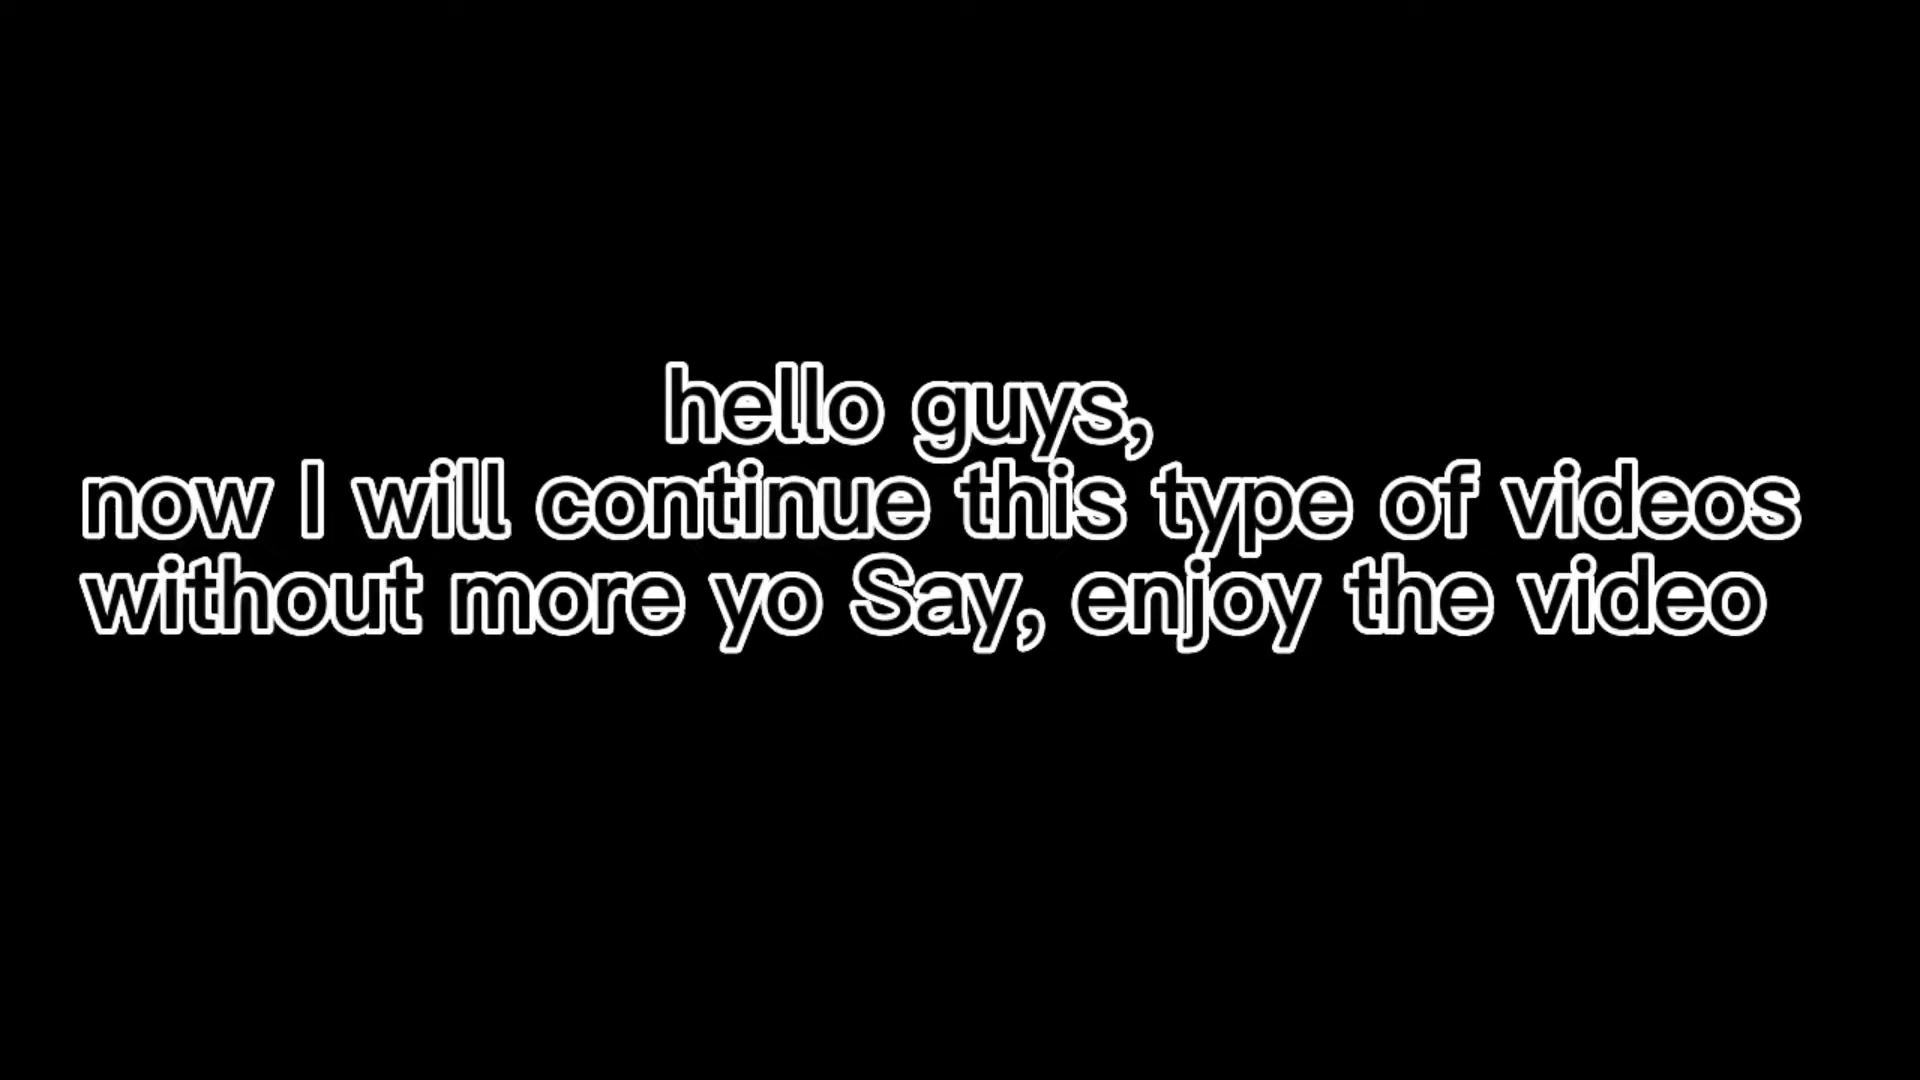 hello guys,
now I will continue this type of videos
without more yo Say, enjoy the video